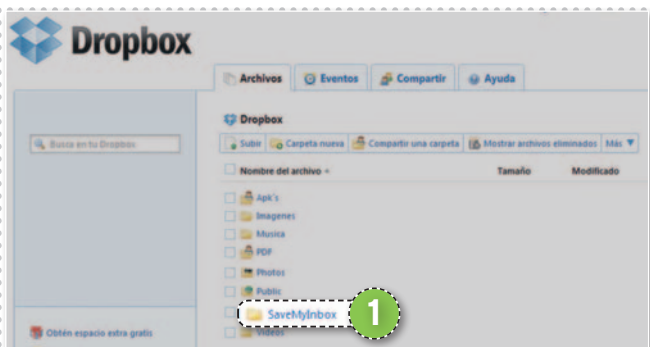 Dropbox
Archivos Eventos Compartir Ayuda
Dropbox
Busca en tu Dropbox
Subir Carpeta nueva Compartir una carpeta Mostrar archivos eliminados Más
Nombre del archivo Tamaño Modificado
Apk's
Imagenes
Musica
PDF
Photos
Public
SaveMyInbox 1
Videos
Obtén espacio extra gratis